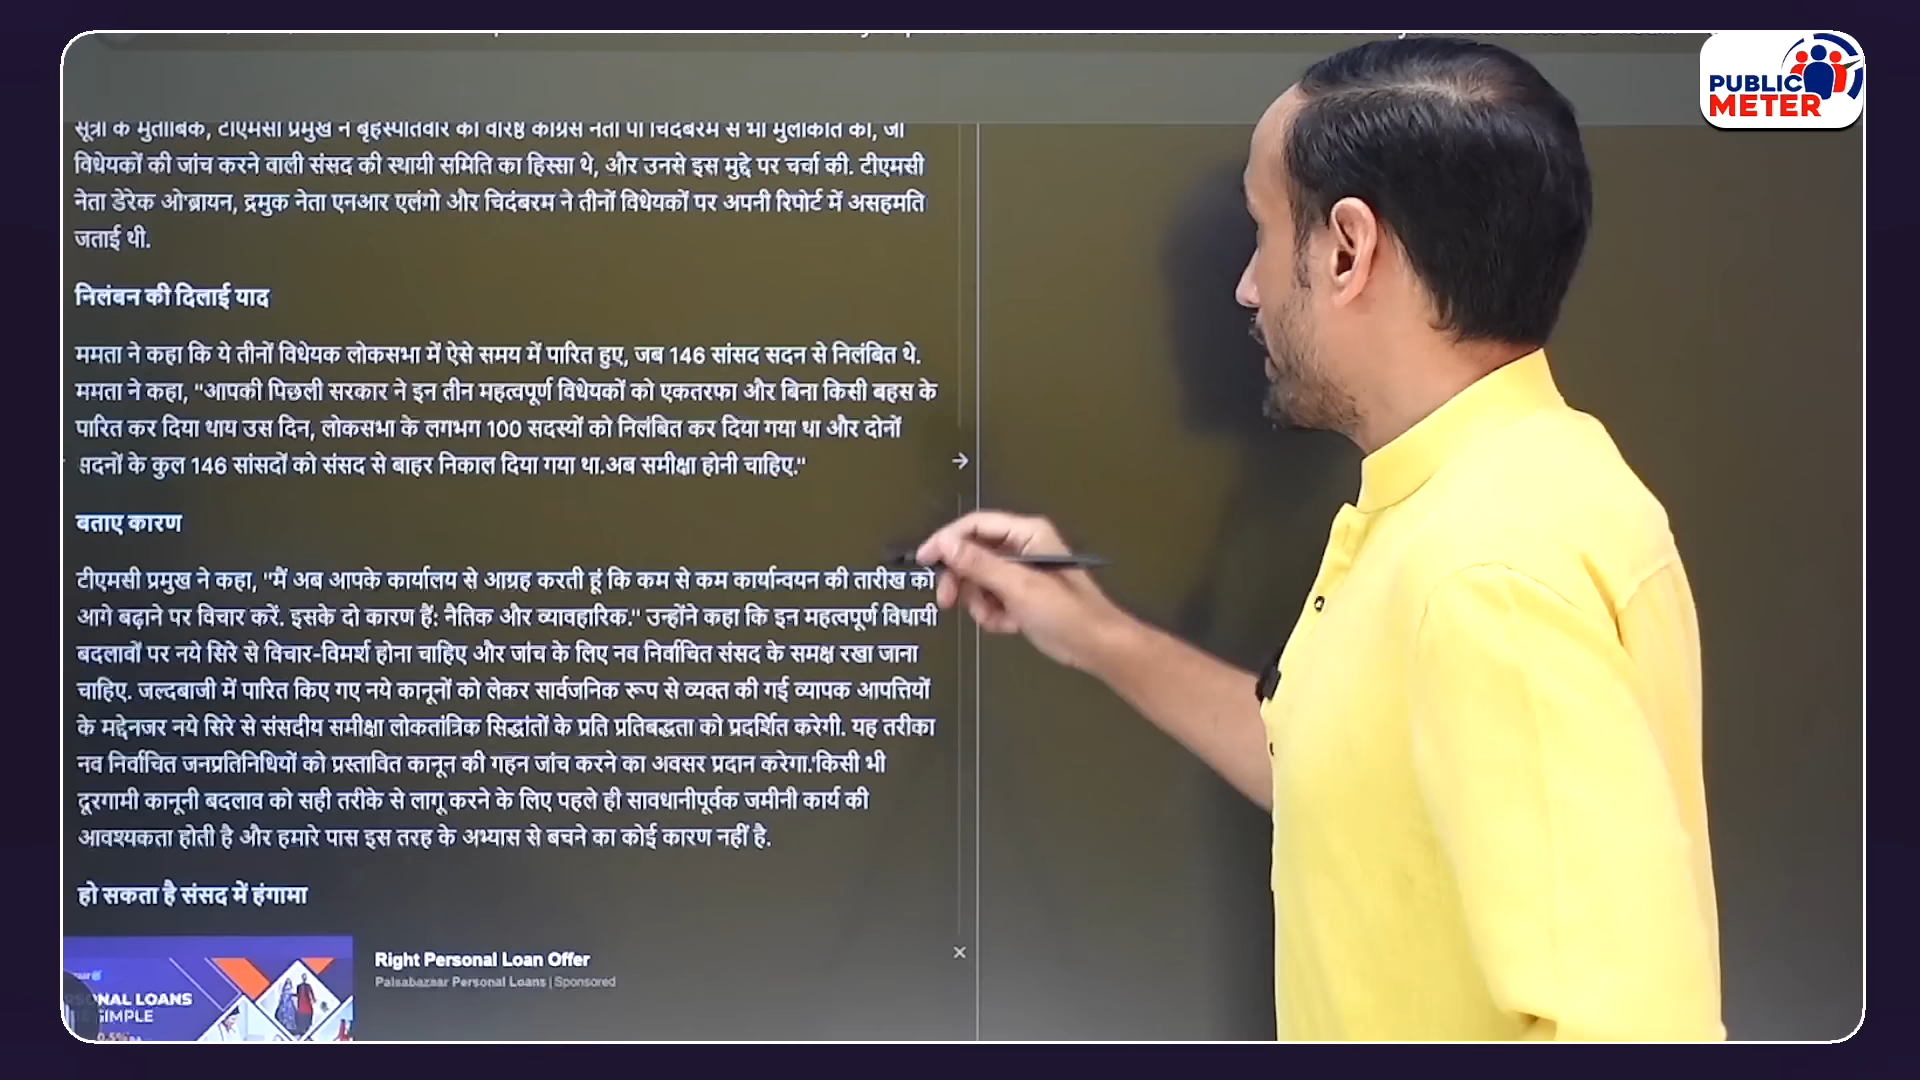 सूत्रों के मुताबिक, टीएमसी प्रमुख ने बृहस्पतिवार को वरिष्ठ कांग्रेस नेता पी चिदंबरम से भी मुलाकात की, जो
विधेयकों की जांच करने वाली संसद की स्थायी समिति का हिस्सा थे, और उनसे इस मुद्दे पर चर्चा की. टीएमसी
नेता डेरेक ओ'ब्रायन, द्रमुक नेता एनआर एलंगो और चिदंबरम ने तीनों विधेयकों पर अपनी रिपोर्ट में असहमति
जताई थी.
निलंबन की दिलाई याद
ममता ने कहा कि ये तीनों विधेयक लोकसभा में ऐसे समय में पारित हुए, जब 146 सांसद सदन से निलंबित थे.
ममता ने कहा, "आपकी पिछली सरकार ने इन तीन महत्वपूर्ण विधेयकों को एकतरफा और बिना किसी बहस के
पारित कर दिया थाय उस दिन, लोकसभा के लगभग 100 सदस्यों को निलंबित कर दिया गया था और दोनों
सदनों के कुल 146 सांसदों को संसद से बाहर निकाल दिया गया था.अब समीक्षा होनी चाहिए."
बताए कारण
टीएमसी प्रमुख ने कहा, "मैं अब आपके कार्यालय से आग्रह करती हूं कि कम से कम कार्यान्वयन की तारीख को
आगे बढ़ाने पर विचार करें. इसके दो कारण हैं: नैतिक और व्यावहारिक." उन्होंने कहा कि इन महत्वपूर्ण विधायी
बदलावों पर नये सिरे से विचार-विमर्श होना चाहिए और जांच के लिए नव निर्वाचित संसद के समक्ष रखा जाना
चाहिए. जल्दबाजी में पारित किए गए नये कानूनों को लेकर सार्वजनिक रूप से व्यक्त की गई व्यापक आपत्तियों
के मद्देनजर नये सिरे से संसदीय समीक्षा लोकतांत्रिक सिद्धांतों के प्रति प्रतिबद्धता को प्रदर्शित करेगी. यह तरीका
नव निर्वाचित जनप्रतिनिधियों को प्रस्तावित कानून की गहन जांच करने का अवसर प्रदान करेगा.'किसी भी
दूरगामी कानूनी बदलाव को सही तरीके से लागू करने के लिए पहले ही सावधानीपूर्वक जमीनी कार्य की
आवश्यकता होती है और हमारे पास इस तरह के अभ्यास से बचने का कोई कारण नहीं है.
हो सकता है संसद में हंगामा
Right Personal Loan Offer
Paisabazaar Personal Loans | Sponsored
LOANS
SIMPLE
PUBLIC
METER